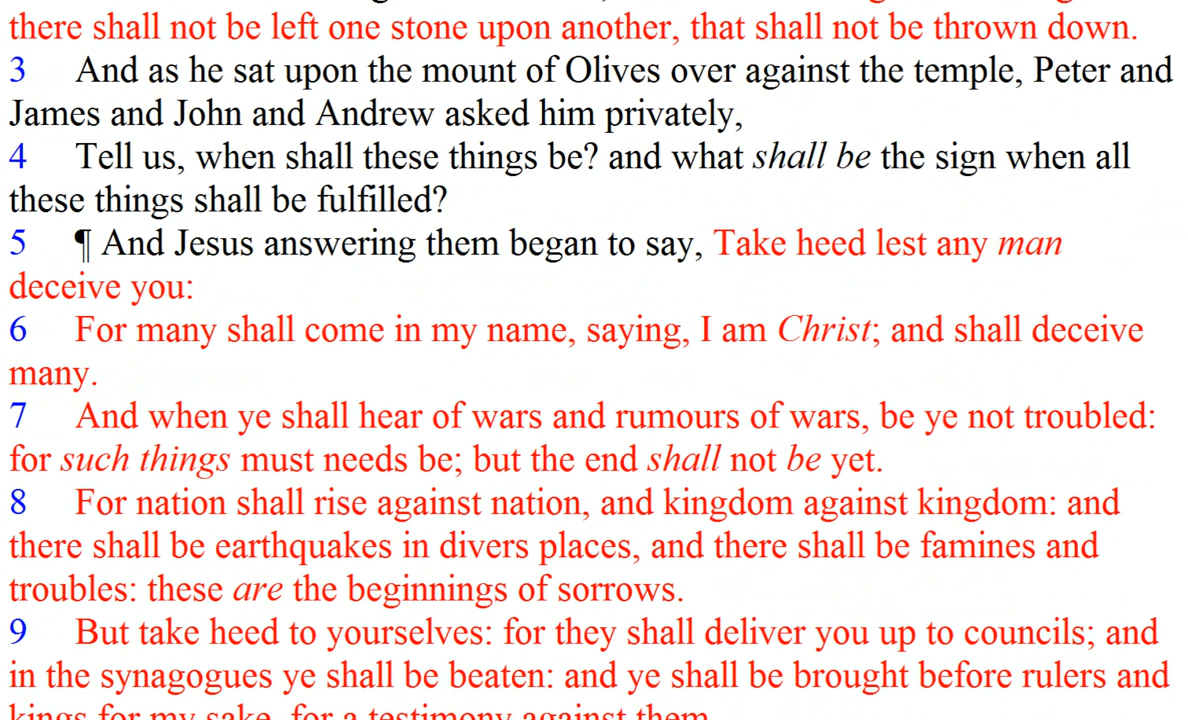 there shall not be left one stone upon another, that shall not be thrown down.
3 And as he sat upon the mount of Olives over against the temple, Peter and
James and John and Andrew asked him privately,
4 Tell us, when shall these things be? and what shall be the sign when all
these things shall be fulfilled?
5 ¶ And Jesus answering them began to say, Take heed lest any man
deceive you:
6 For many shall come in my name, saying, I am Christ; and shall deceive
many.
7 And when ye shall hear of wars and rumours of wars, be ye not troubled:
for such things must needs be; but the end shall not be yet.
8 For nation shall rise against nation, and kingdom against kingdom: and
there shall be earthquakes in divers places, and there shall be famines and
troubles: these are the beginnings of sorrows.
9 But take heed to yourselves: for they shall deliver you up to councils; and
in the synagogues ye shall be beaten: and ye shall be brought before rulers and
kings for my sake, for a testimony against them.